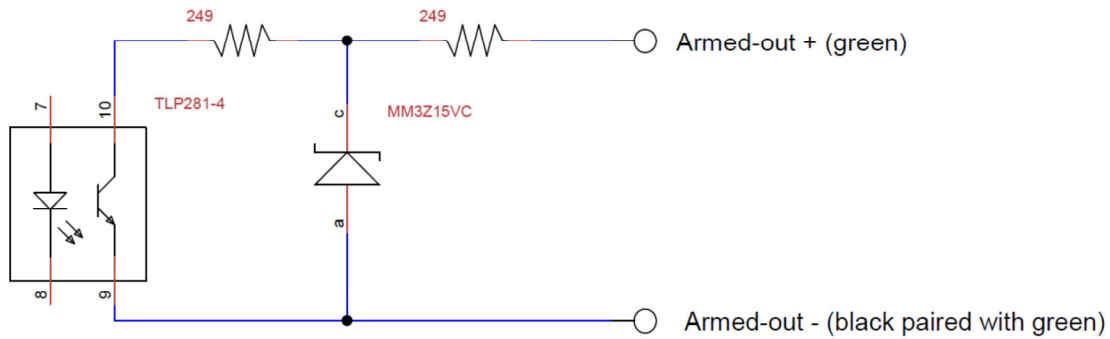 249
249
Armed-out + (green)
TLP281-4
MM3Z15VC
7
10
c
a
8
9
Armed-out - (black paired with green)